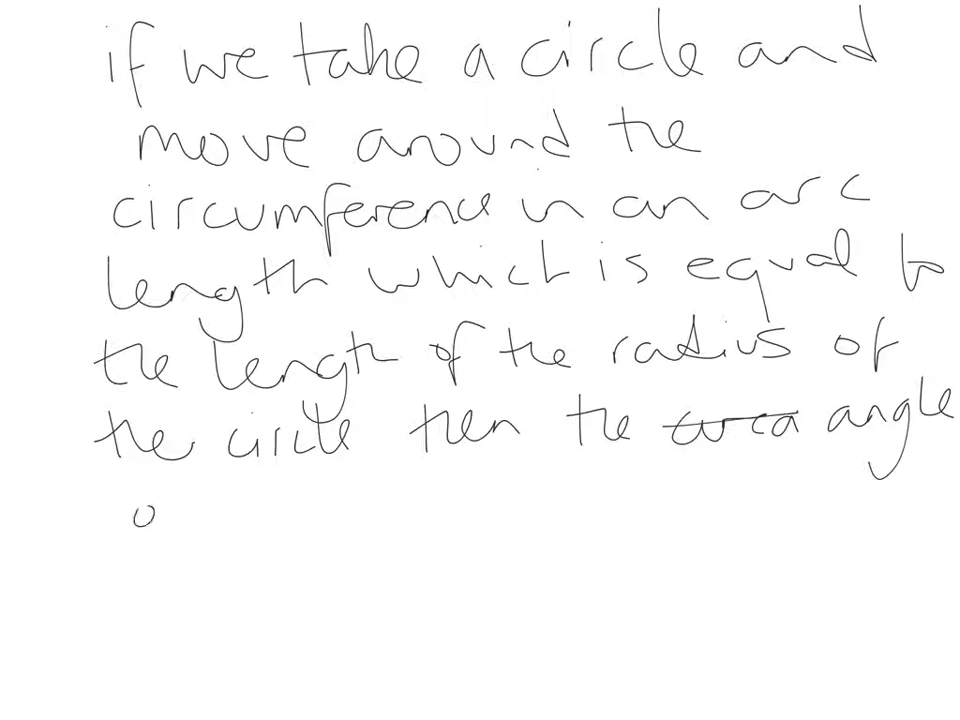 if we take a circle and
move around the
circumference in an arc
length which is equal to
the length of the radius of
the circle then the area angle
o